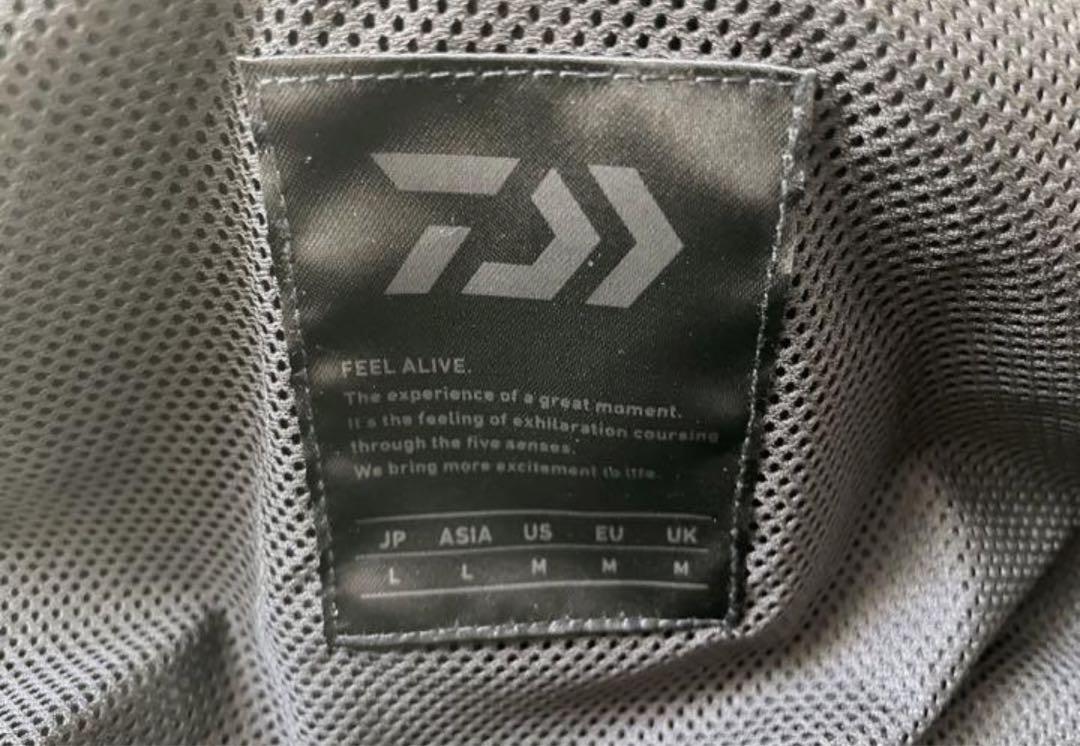 FEEL ALIVE.
The experience of a great moment.
It's the feeling of exhilaration coursing
through the five senses.
We bring more excitement to life.
JP ASIA US EU UK
L L M M M